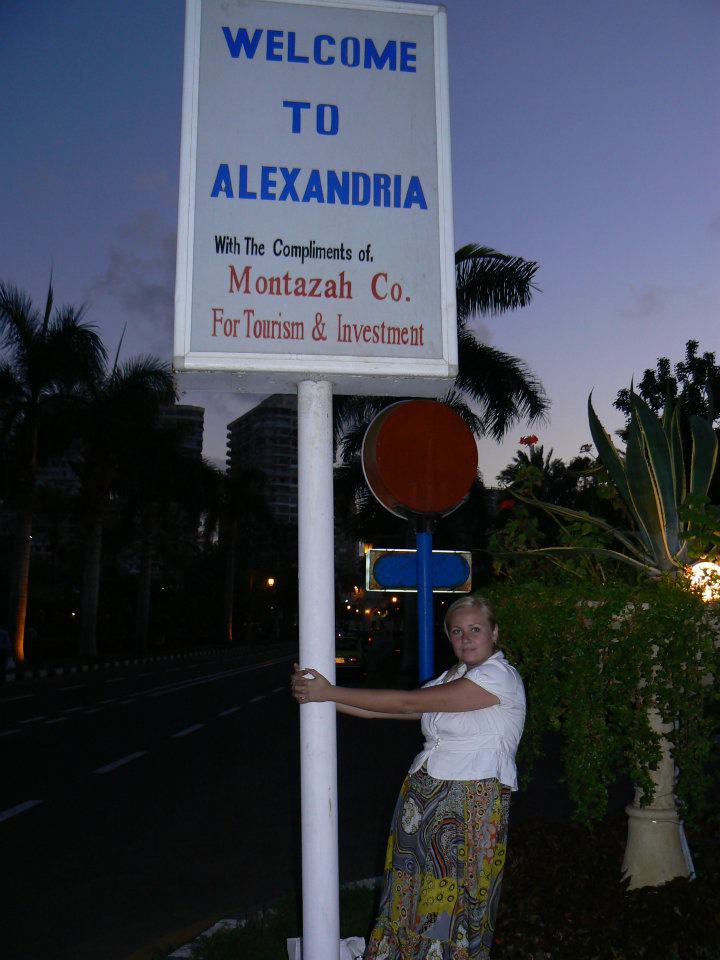 WELCOME
TO
ALEXANDRIA
With The Compliments of.
Montazah Co.
For Tourism & Investment